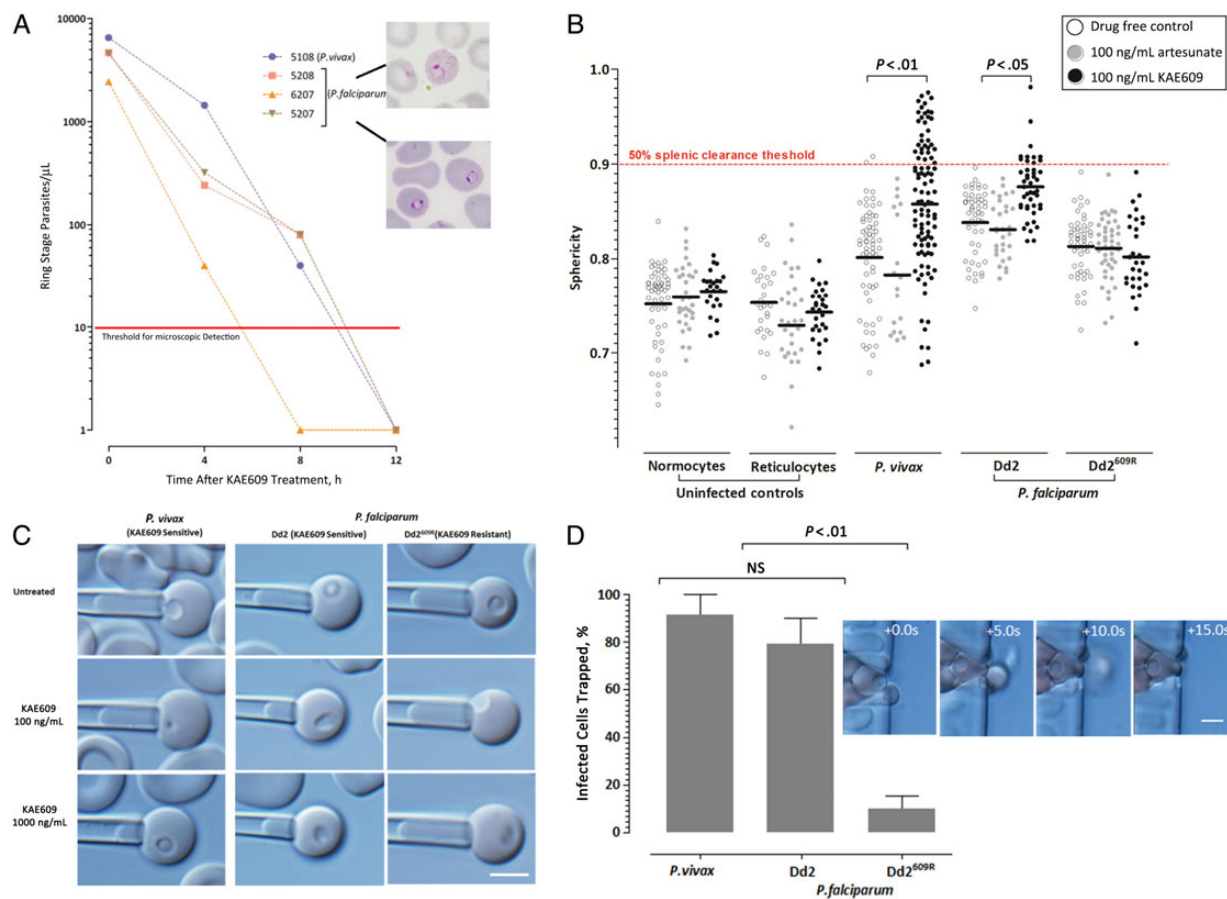 A
10000
1000
100
10
1
Ring Stage Parasites/µL
5108 (P.vivax)
5208
6207
(P.falciparum
5207
Threshold for microscopic Detection
0
4
8
12
Time After KAE609 Treatment, h
B
Drug free control
100 ng/mL artesunate
100 ng/mL KAE609
P < .01
P < .05
1.0
0.9
0.8
0.7
Sphericity
50% splenic clearance theshold
Normocytes
Reticulocytes
P. vivax
Dd2
Dd2609R
Uninfected controls
P. falciparum
C
P. vivax
(KAE609 Sensitive)
P. falciparum
Dd2 (KAE609 Sensitive)
Dd2609R(KAE609 Resistant)
Untreated
KAE609
100 ng/mL
KAE609
1000 ng/mL
D
P < .01
NS
100
80
60
40
20
0
Infected Cells Trapped, %
+0.0s
+5.0s
+10.0s
+15.0s
P.vivax
Dd2
Dd2609R
P.falciparum